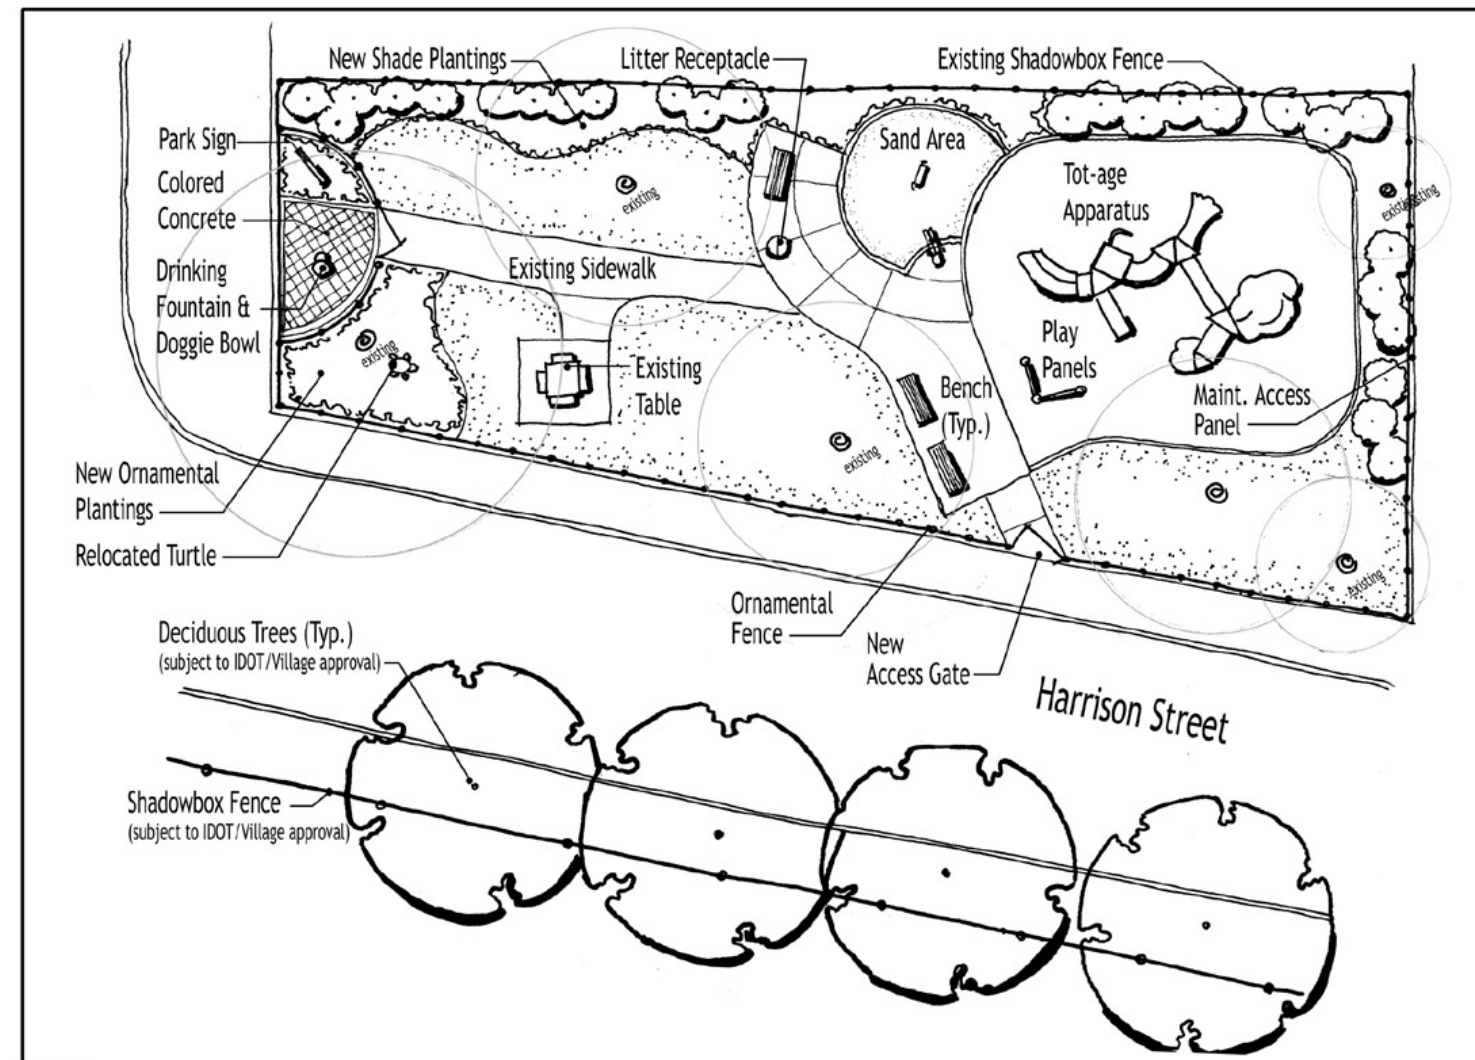 New Shade Plantings
Litter Receptacle
Existing Shadowbox Fence
Park Sign
Colored
Concrete
Drinking
Fountain &
Doggie Bowl
Sand Area
Tot-age
Apparatus
existing
existing
existing
Existing Sidewalk
existing
Existing
Table
Play
Panels
Bench
(Typ.)
Maint. Access
Panel
existing
existing
New Ornamental
Plantings
Relocated Turtle
Ornamental
Fence
New
Access Gate
Harrison Street
Deciduous Trees (Typ.)
(subject to IDOT/Village approval)
Shadowbox Fence
(subject to IDOT/Village approval)